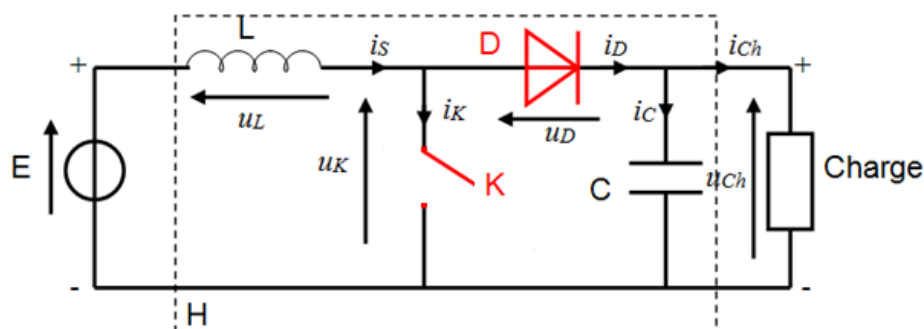 L
iS
D
iD
iCh
+
+
uL
iK
uD
iC
E
uK
K
C
uCh
Charge
-
-
H